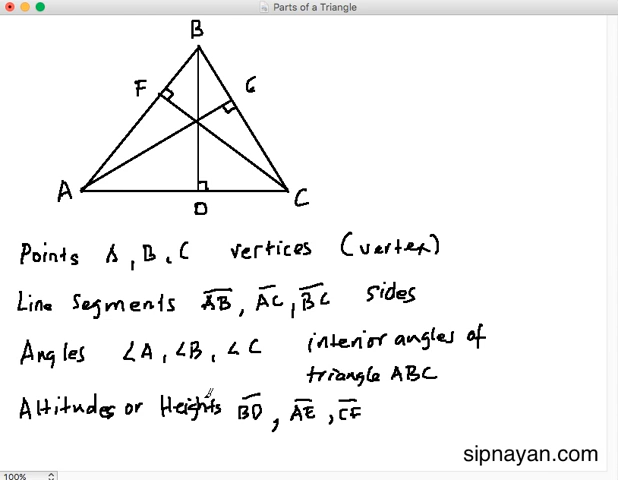 Parts of a Triangle
B
F
G
A
C
D
Points A, B, C vertices (vertex)
Line Segments AB, AC, BC sides
Angles ∠A, ∠B, ∠C interior angles of
triangle ABC
Altitudes or Heights BD, AE, CF
sipnayan.com
100%